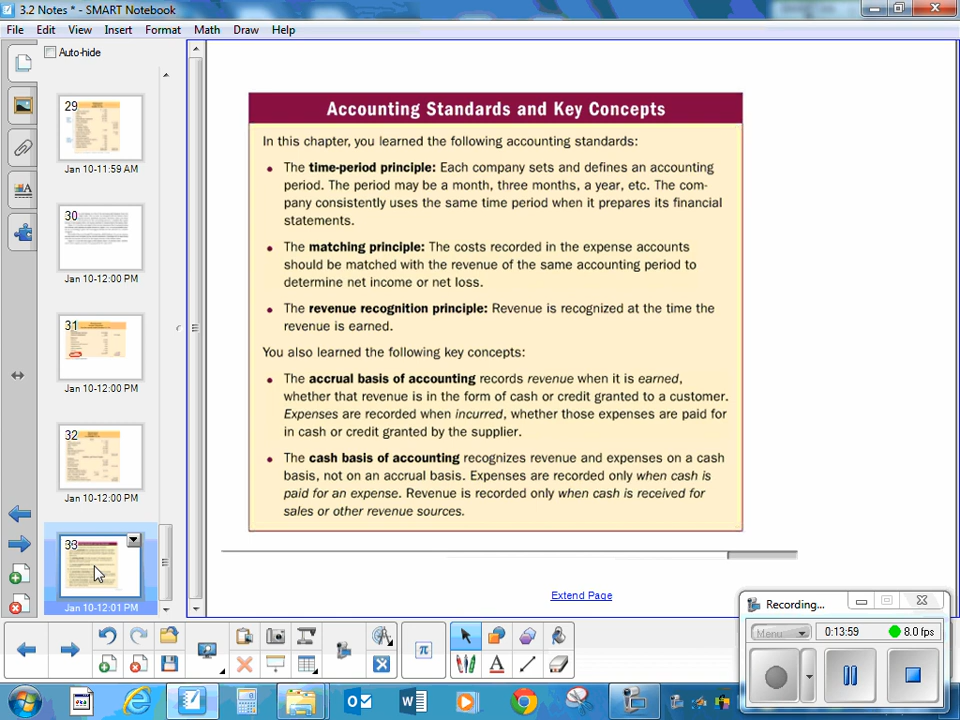 3.2 Notes * - SMART Notebook
File Edit View Insert Format Math Draw Help
Auto-hide
29
Jan 10-11:59 AM
30
Jan 10-12:00 PM
31
Jan 10-12:00 PM
32
Jan 10-12:00 PM
33
Jan 10-12:01 PM
Accounting Standards and Key Concepts
In this chapter, you learned the following accounting standards:
• The time-period principle: Each company sets and defines an accounting
period. The period may be a month, three months, a year, etc. The com-
pany consistently uses the same time period when it prepares its financial
statements.
• The matching principle: The costs recorded in the expense accounts
should be matched with the revenue of the same accounting period to
determine net income or net loss.
• The revenue recognition principle: Revenue is recognized at the time the
revenue is earned.
You also learned the following key concepts:
• The accrual basis of accounting records revenue when it is earned,
whether that revenue is in the form of cash or credit granted to a customer.
Expenses are recorded when incurred, whether those expenses are paid for
in cash or credit granted by the supplier.
• The cash basis of accounting recognizes revenue and expenses on a cash
basis, not on an accrual basis. Expenses are recorded only when cash is
paid for an expense. Revenue is recorded only when cash is received for
sales or other revenue sources.
Extend Page
Recording...
Menu 0:13:59 8.0 fps